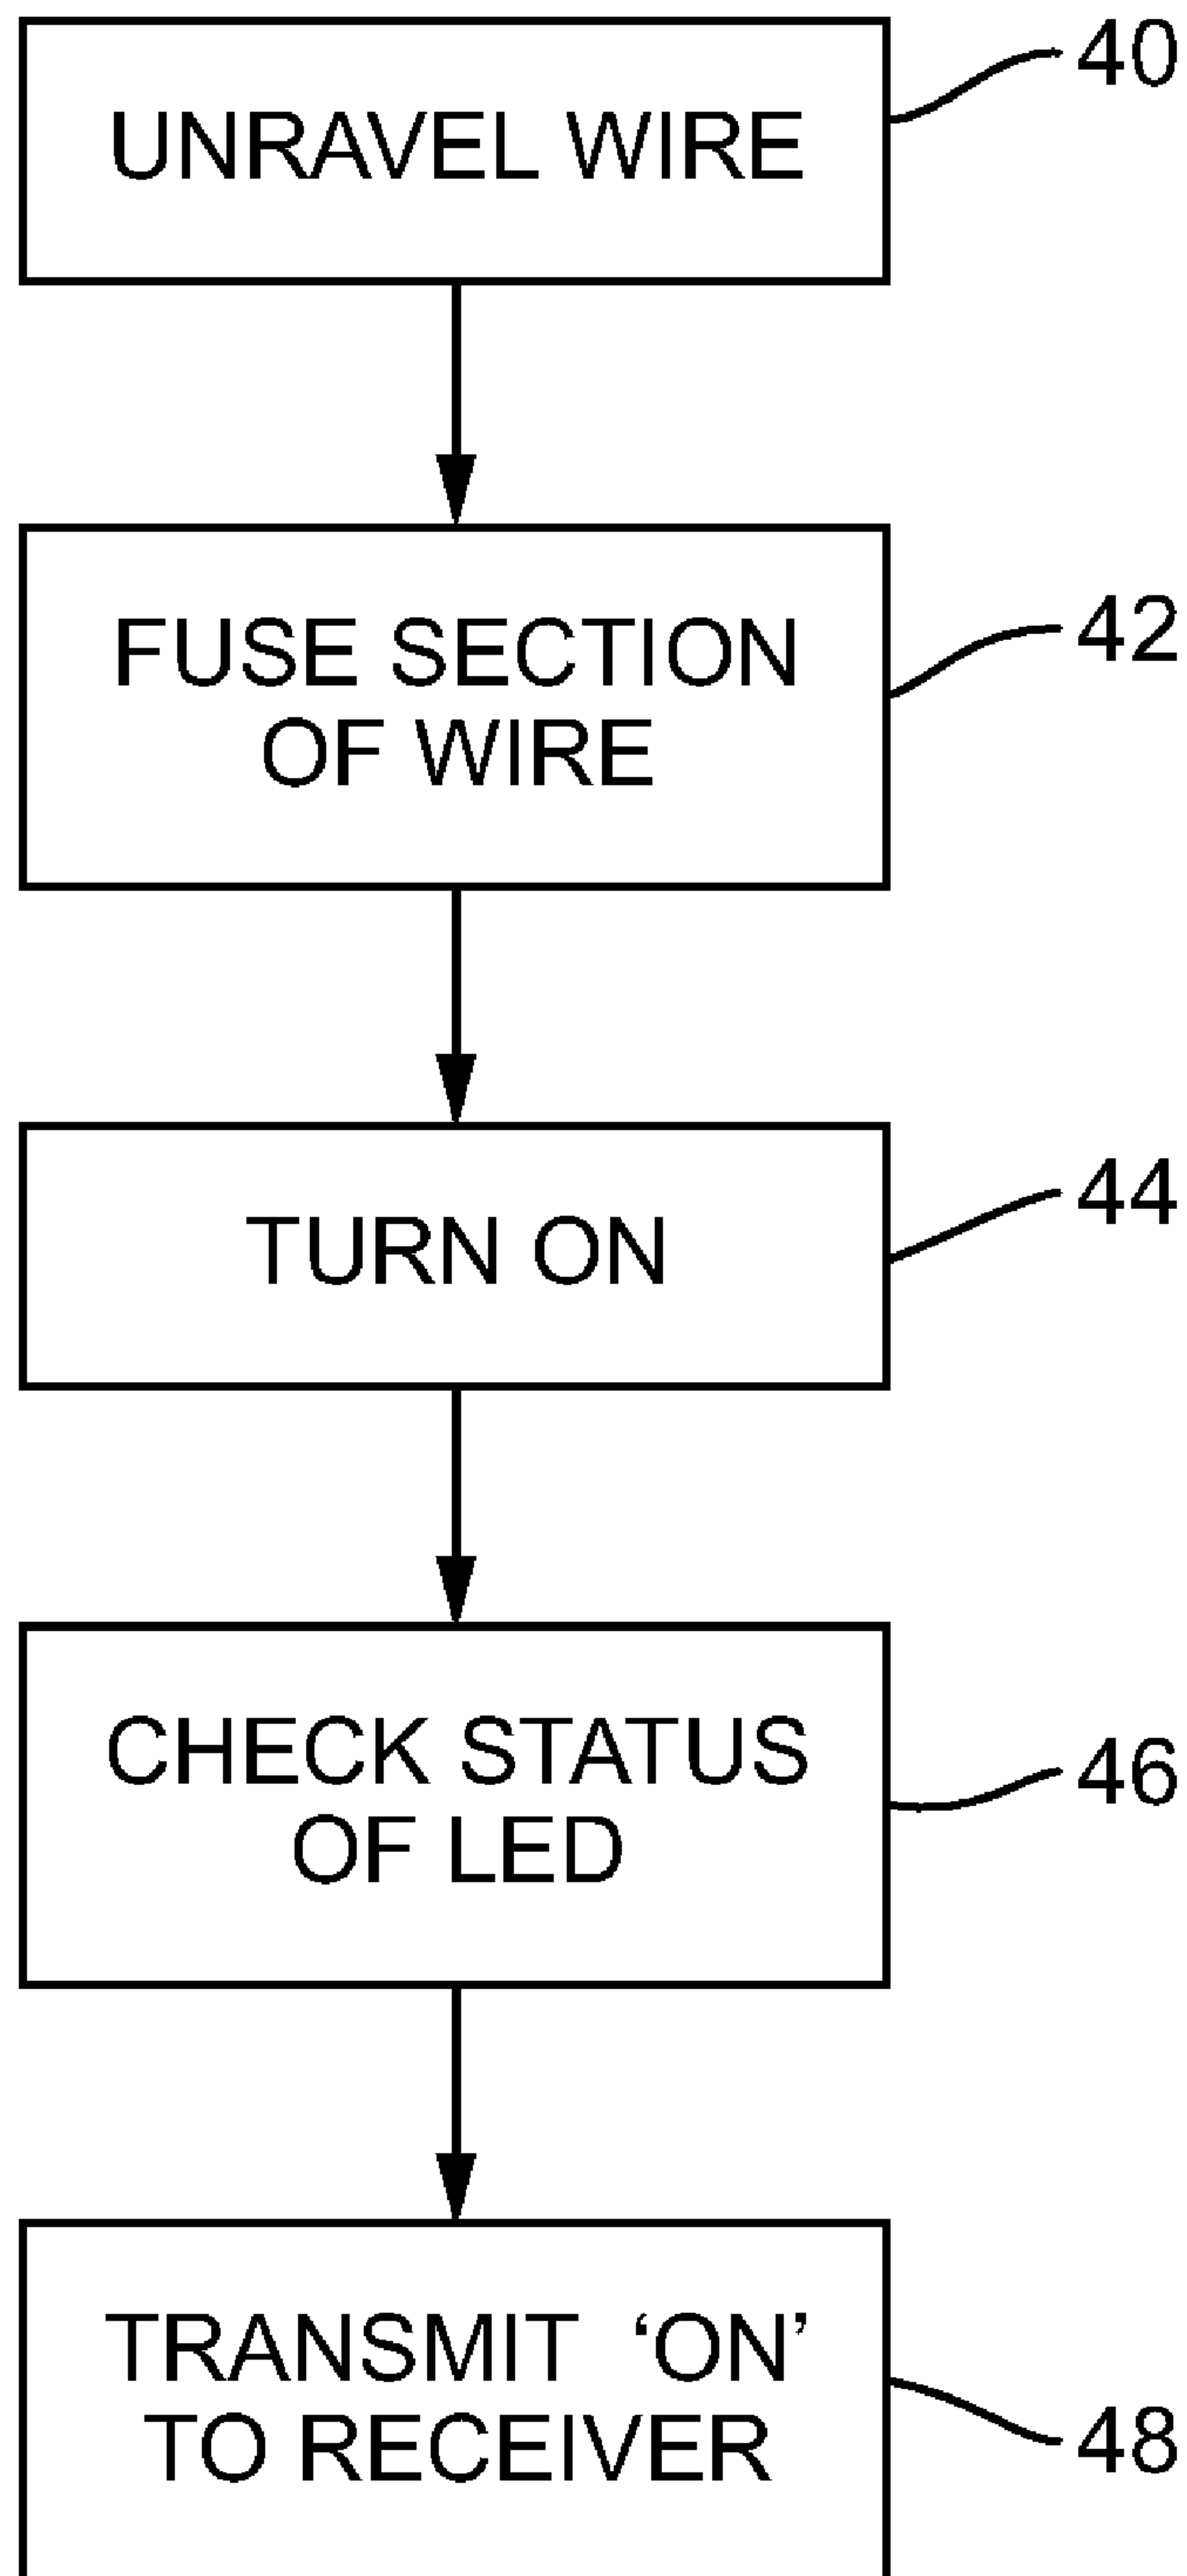 UNRAVEL WIRE
40
FUSE SECTION
OF WIRE
42
TURN ON
44
CHECK STATUS
OF LED
46
TRANSMIT ‘ON’
TO RECEIVER
48